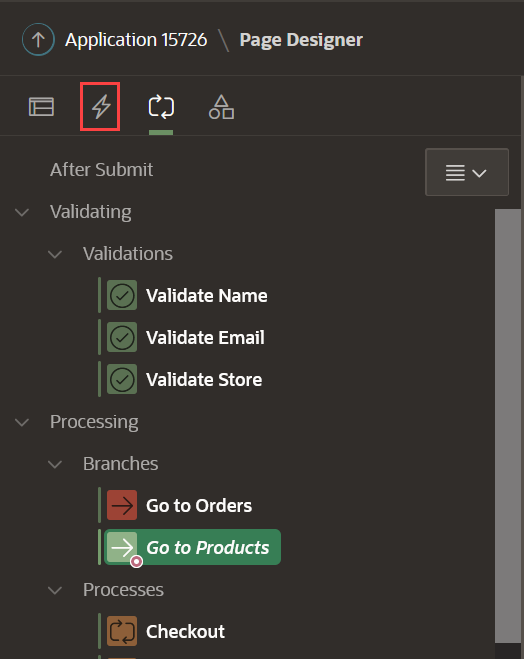 Application 15726 \ Page Designer
After Submit
Validating
Validations
Validate Name
Validate Email
Validate Store
Processing
Branches
Go to Orders
Go to Products
Processes
Checkout